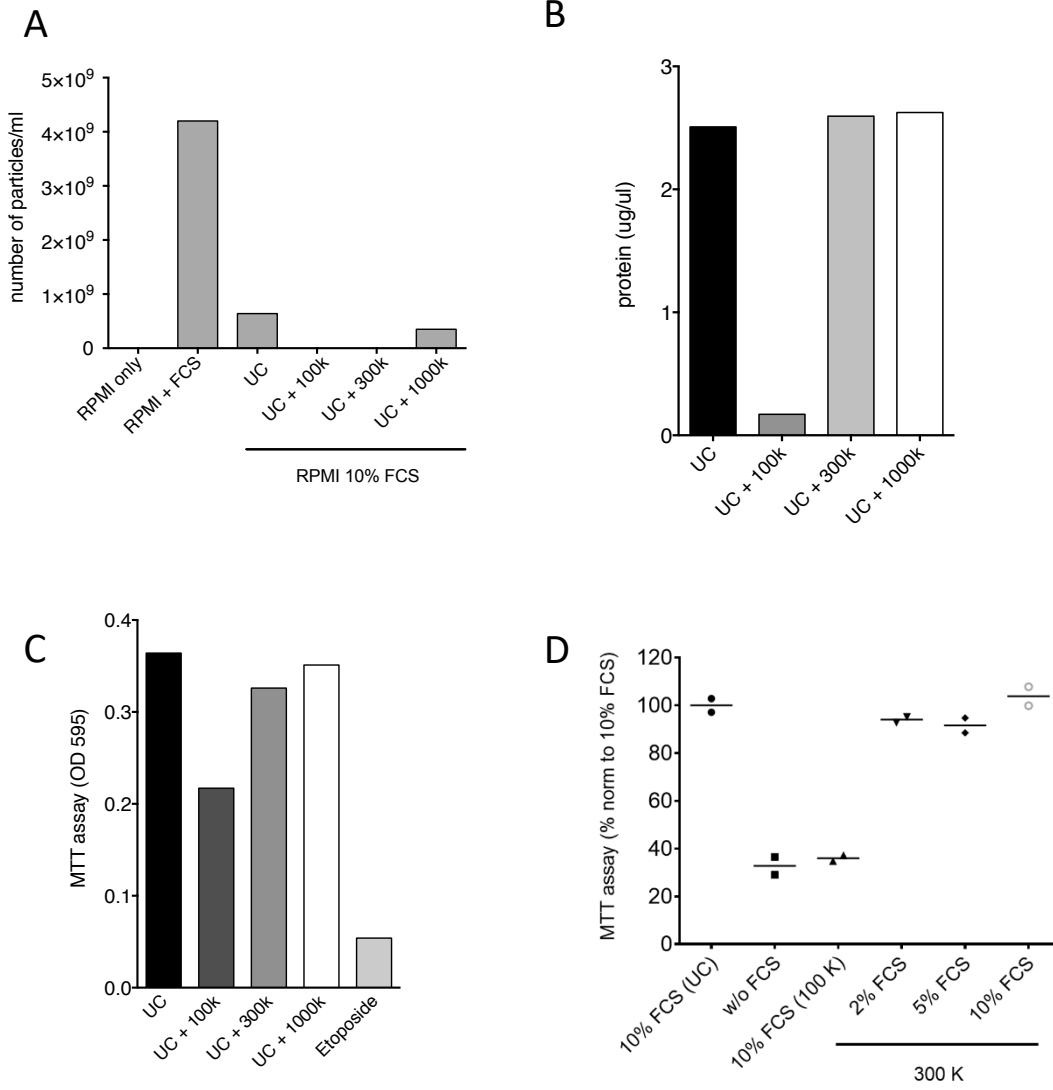 A
number of particles/ml
5×10⁹
4×10⁹
3×10⁹
2×10⁹
1×10⁹
0
RPMI only
RPMI + FCS
UC
UC + 100k
UC + 300k
UC + 1000k
RPMI 10% FCS
B
protein (ug/ul)
3
2
1
0
UC
UC + 100k
UC + 300k
UC + 1000k
C
MTT assay (OD 595)
0.4
0.3
0.2
0.1
0.0
UC
UC + 100k
UC + 300k
UC + 1000k
Etoposide
D
MTT assay (% norm to 10% FCS)
120
100
80
60
40
20
0
10% FCS (UC)
w/o FCS
10% FCS (100 K)
2% FCS
5% FCS
10% FCS
300 K